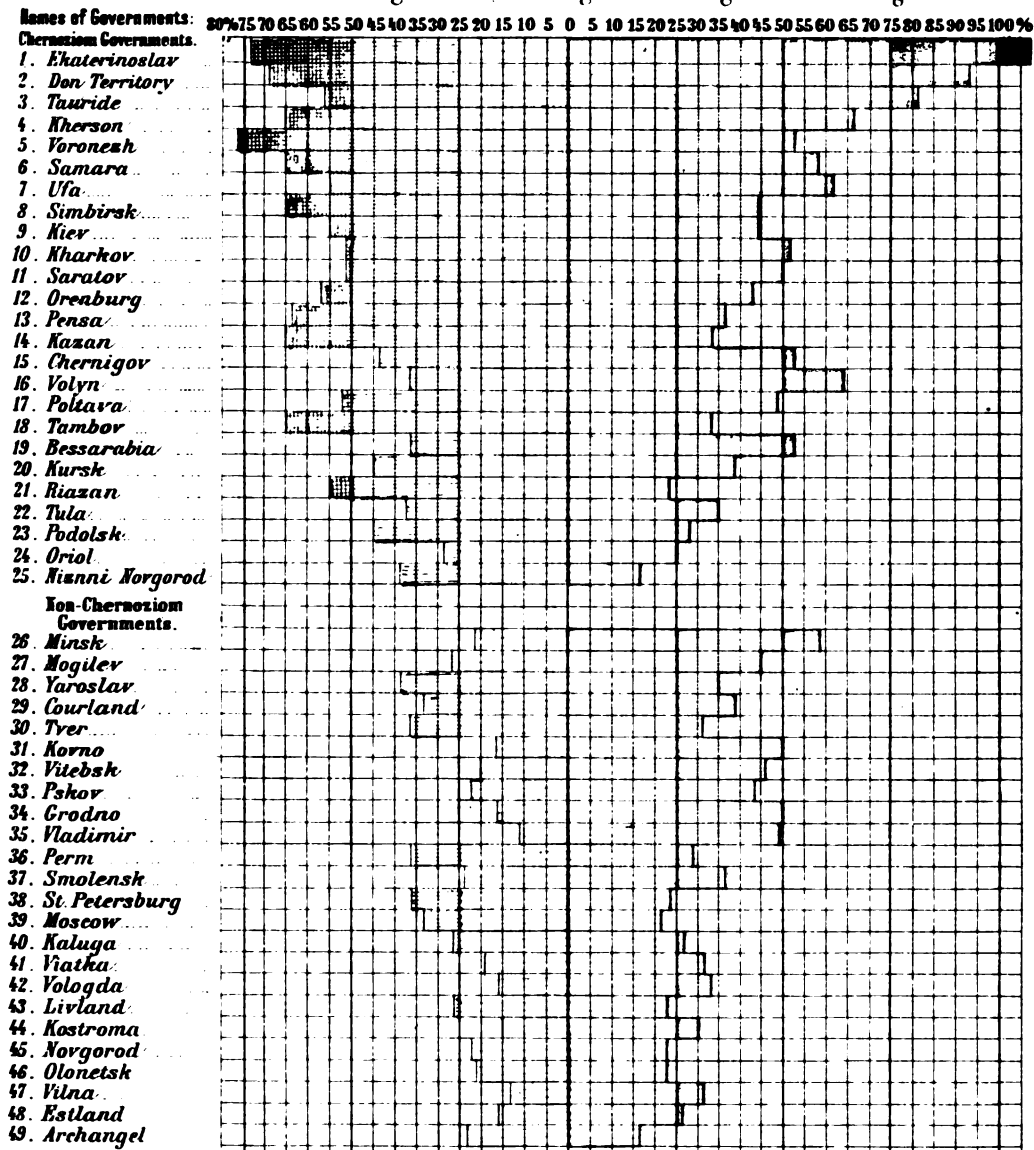 Names of Governments: 80% 75 70 65 60 55 50 45 40 35 30 25 20 15 10 5 0 5 10 15 20 25 30 35 40 45 50 55 60 65 70 75 80 85 90 95 100 %
Chernoziom Governments.
1. Ekaterinoslav
2. Don Territory
3. Tauride
4. Kherson
5. Voronezh
6. Samara
7. Ufa
8. Simbirsk
9. Kiev
10. Kharkov
11. Saratov
12. Orenburg
13. Pensa
14. Kazan
15. Chernigov
16. Volyn
17. Poltava
18. Tambov
19. Bessarabia
20. Kursk
21. Riazan
22. Tula
23. Podolsk
24. Oriol
25. Niznni Novgorod
Non-Chernoziom
Governments.
26. Minsk
27. Mogilev
28. Yaroslav
29. Courland
30. Tver
31. Kovno
32. Vitebsk
33. Pskov
34. Grodno
35. Vladimir
36. Perm
37. Smolensk
38. St. Petersburg
39. Moscow
40. Kaluga
41. Viatka
42. Vologda
43. Livland
44. Kostroma
45. Novgorod
46. Olonetsk
47. Vilna
48. Estland
49. Archangel